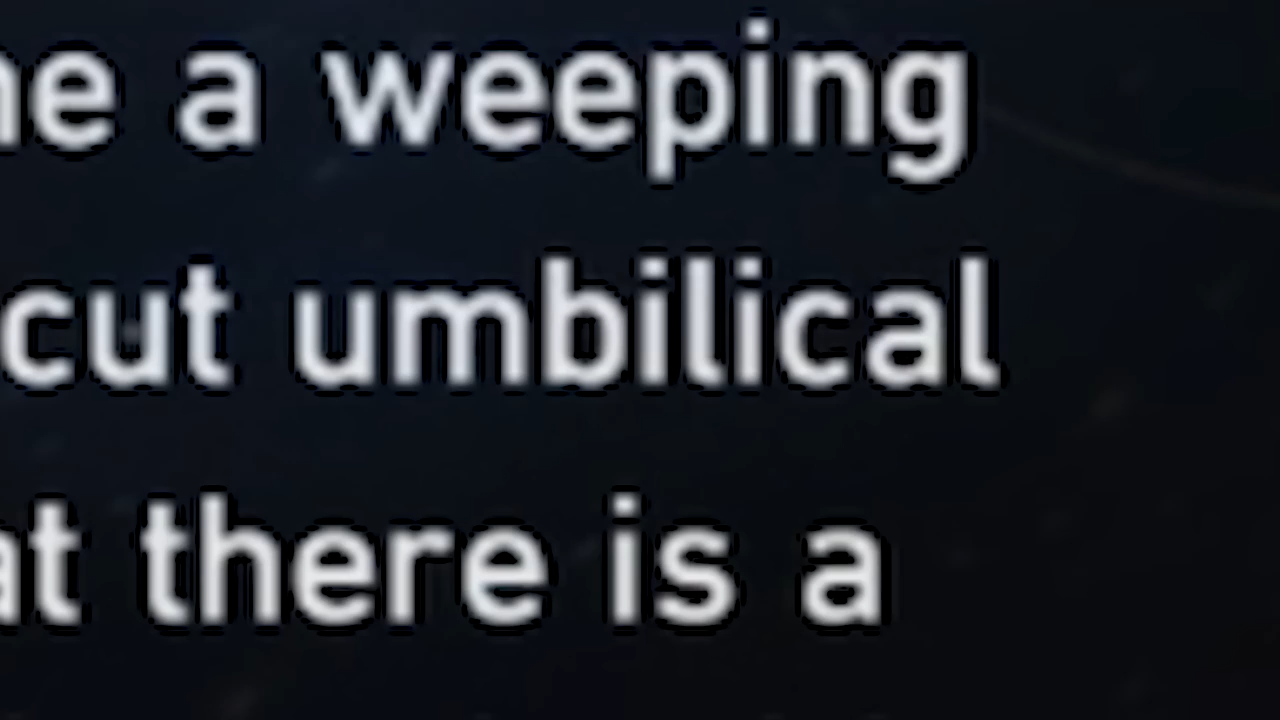 a weeping
cut umbilical
there is a